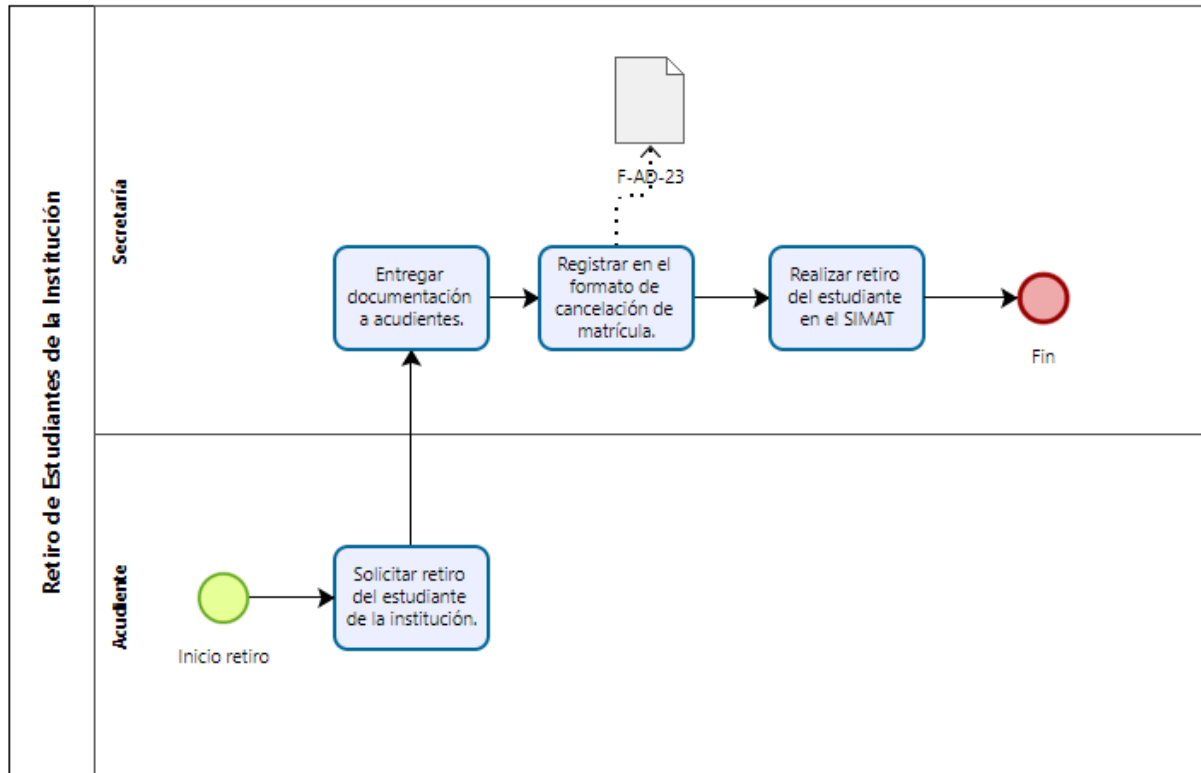 Retiro de Estudiantes de la Institución
Secretaría
F-AD-23
Entregar
documentación
a acudientes.
Registrar en el
formato de
cancelación de
matrícula.
Realizar retiro
del estudiante
en el SIMAT
Fin
Acudiente
Inicio retiro
Solicitar retiro
del estudiante
de la institución.